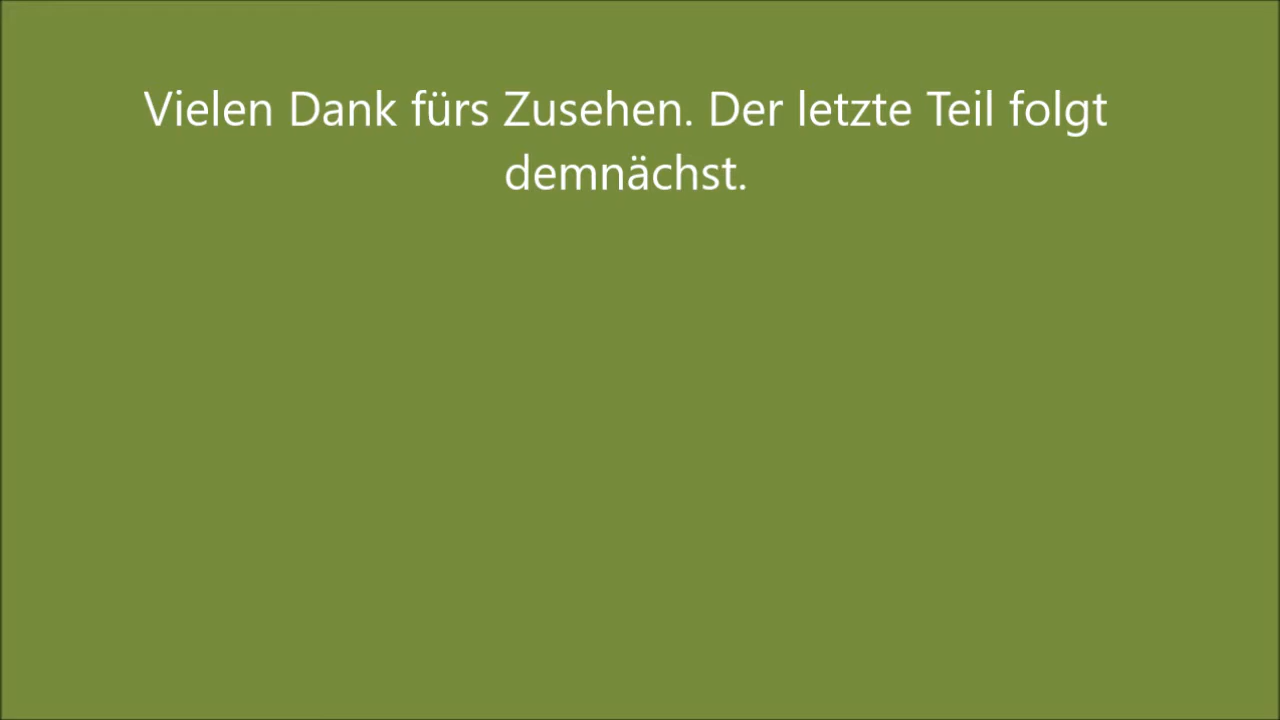 Vielen Dank fürs Zusehen. Der letzte Teil folgt
demnächst.